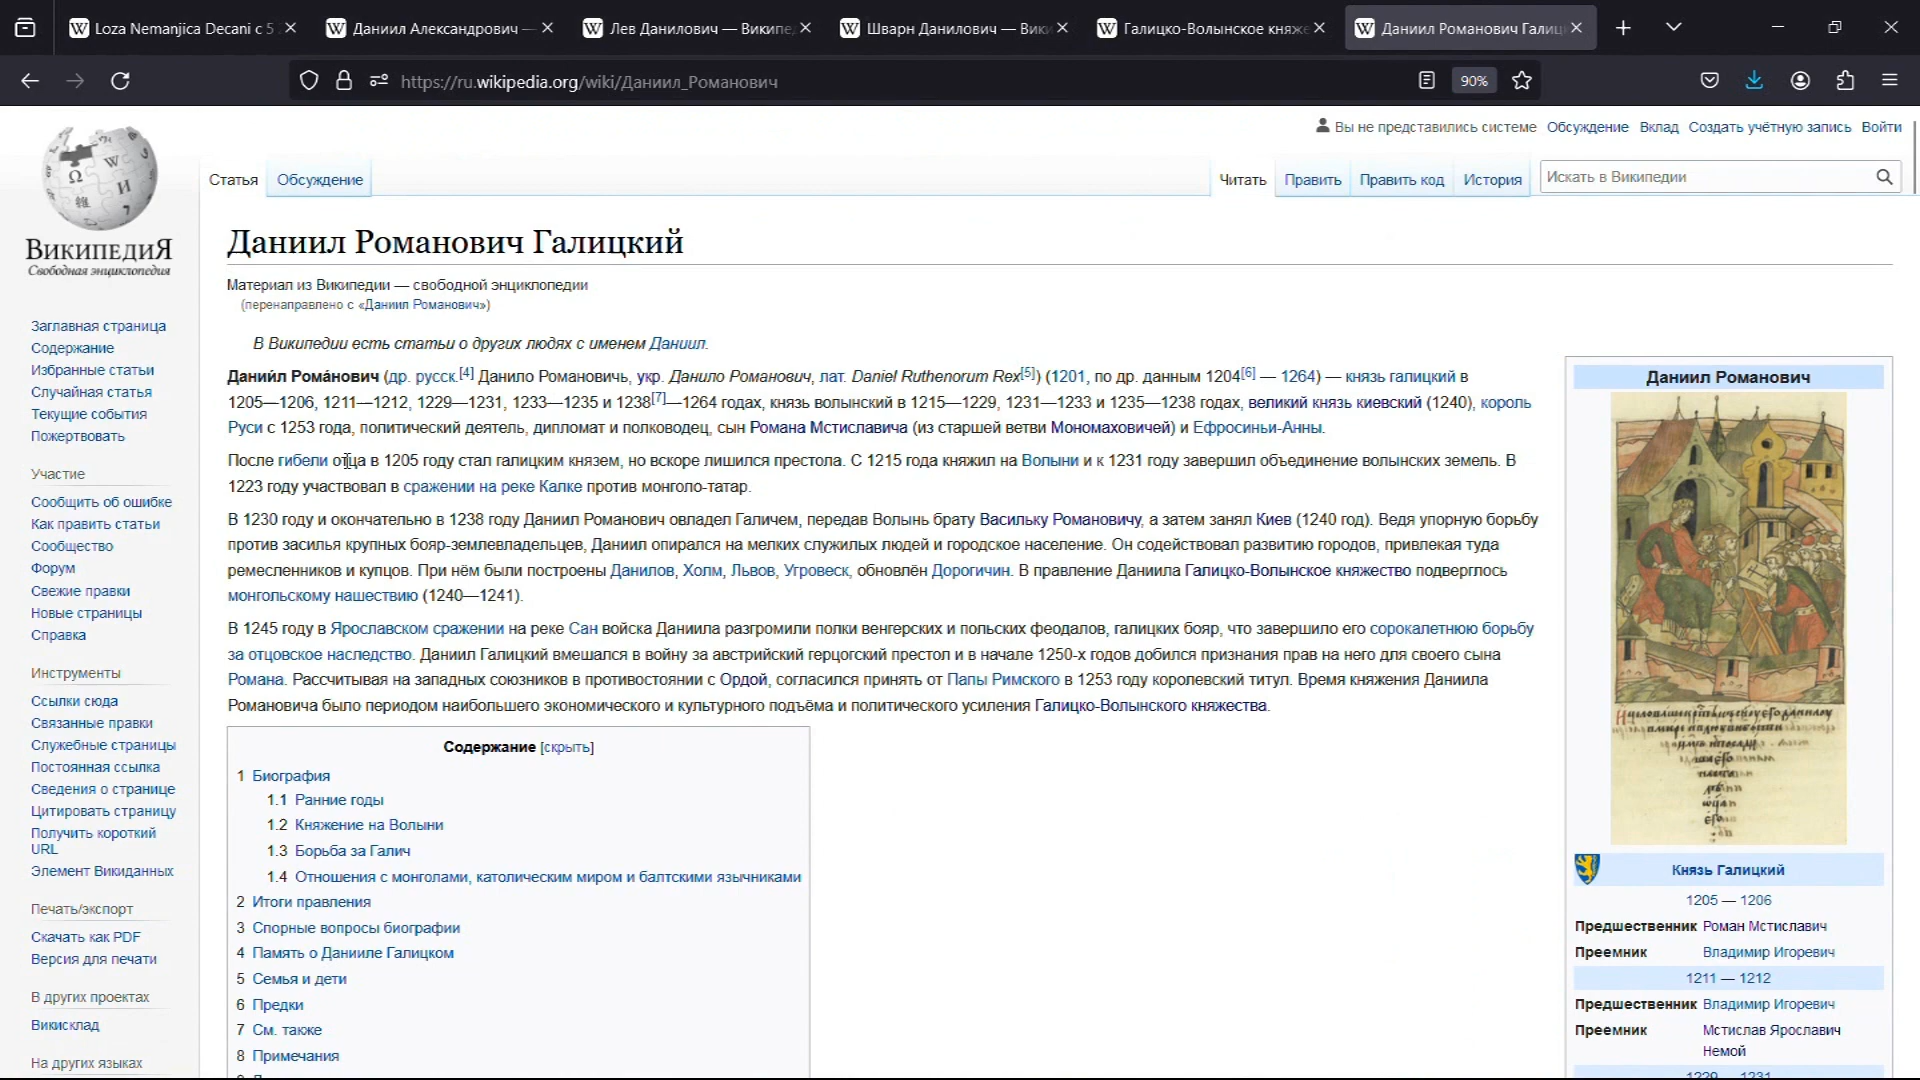 Loza Nemanjica Decani c 5
Даниил Александрович —
Лев Данилович — Википе
Шварн Данилович — Вики
Галицко-Волынское княже
Даниил Романович Галиц
https://ru.wikipedia.org/wiki/Даниил_Романович
90%
Вы не представились системе Обсуждение Вклад Создать учётную запись Войти
Статья Обсуждение Читать Править Править код История Искать в Википедии
ВикипедиЯ
Свободная энциклопедия
Заглавная страница
Содержание
Избранные статьи
Случайная статья
Текущие события
Пожертвовать
Участие
Сообщить об ошибке
Как править статьи
Сообщество
Форум
Свежие правки
Новые страницы
Справка
Инструменты
Ссылки сюда
Связанные правки
Служебные страницы
Постоянная ссылка
Сведения о странице
Цитировать страницу
Получить короткий
URL
Элемент Викиданных
Печать/экспорт
Скачать как PDF
Версия для печати
В других проектах
Викисклад
На других языках
Даниил Романович Галицкий
Материал из Википедии — свободной энциклопедии
(перенаправлено с «Даниил Романович»)
В Википедии есть статьи о других людях с именем Даниил.
Дании́л Рома́нович (др. русск.[4] Данило Романовичь, укр. Данило Романович, лат. Daniel Ruthenorum Rex[5]) (1201, по др. данным 1204[6] — 1264) — князь галицкий в
1205—1206, 1211—1212, 1229—1231, 1233—1235 и 1238[7]—1264 годах, князь волынский в 1215—1229, 1231—1233 и 1235—1238 годах, великий князь киевский (1240), король
Руси с 1253 года, политический деятель, дипломат и полководец, сын Романа Мстиславича (из старшей ветви Мономаховичей) и Ефросиньи-Анны.
После гибели отца в 1205 году стал галицким князем, но вскоре лишился престола. С 1215 года княжил на Волыни и к 1231 году завершил объединение волынских земель. В
1223 году участвовал в сражении на реке Калке против монголо-татар.
В 1230 году и окончательно в 1238 году Даниил Романович овладел Галичем, передав Волынь брату Васильку Романовичу, а затем занял Киев (1240 год). Ведя упорную борьбу
против засилья крупных бояр-землевладельцев, Даниил опирался на мелких служилых людей и городское население. Он содействовал развитию городов, привлекая туда
ремесленников и купцов. При нём были построены Данилов, Холм, Львов, Угровеск, обновлён Дорогичин. В правление Даниила Галицко-Волынское княжество подверглось
монгольскому нашествию (1240—1241).
В 1245 году в Ярославском сражении на реке Сан войска Даниила разгромили полки венгерских и польских феодалов, галицких бояр, что завершило его сорокалетнюю борьбу
за отцовское наследство. Даниил Галицкий вмешался в войну за австрийский герцогский престол и в начале 1250-х годов добился признания прав на него для своего сына
Романа. Рассчитывая на западных союзников в противостоянии с Ордой, согласился принять от Папы Римского в 1253 году королевский титул. Время княжения Даниила
Романовича было периодом наибольшего экономического и культурного подъёма и политического усиления Галицко-Волынского княжества.
Содержание [скрыть]
1 Биография
1.1 Ранние годы
1.2 Княжение на Волыни
1.3 Борьба за Галич
1.4 Отношения с монголами, католическим миром и балтскими язычниками
2 Итоги правления
3 Спорные вопросы биографии
4 Память о Данииле Галицком
5 Семья и дети
6 Предки
7 См. также
8 Примечания
Даниил Романович
Князь Галицкий
1205 — 1206
Предшественник Роман Мстиславич
Преемник Владимир Игоревич
1211 — 1212
Предшественник Владимир Игоревич
Преемник Мстислав Ярославич
Немой
1229 1231